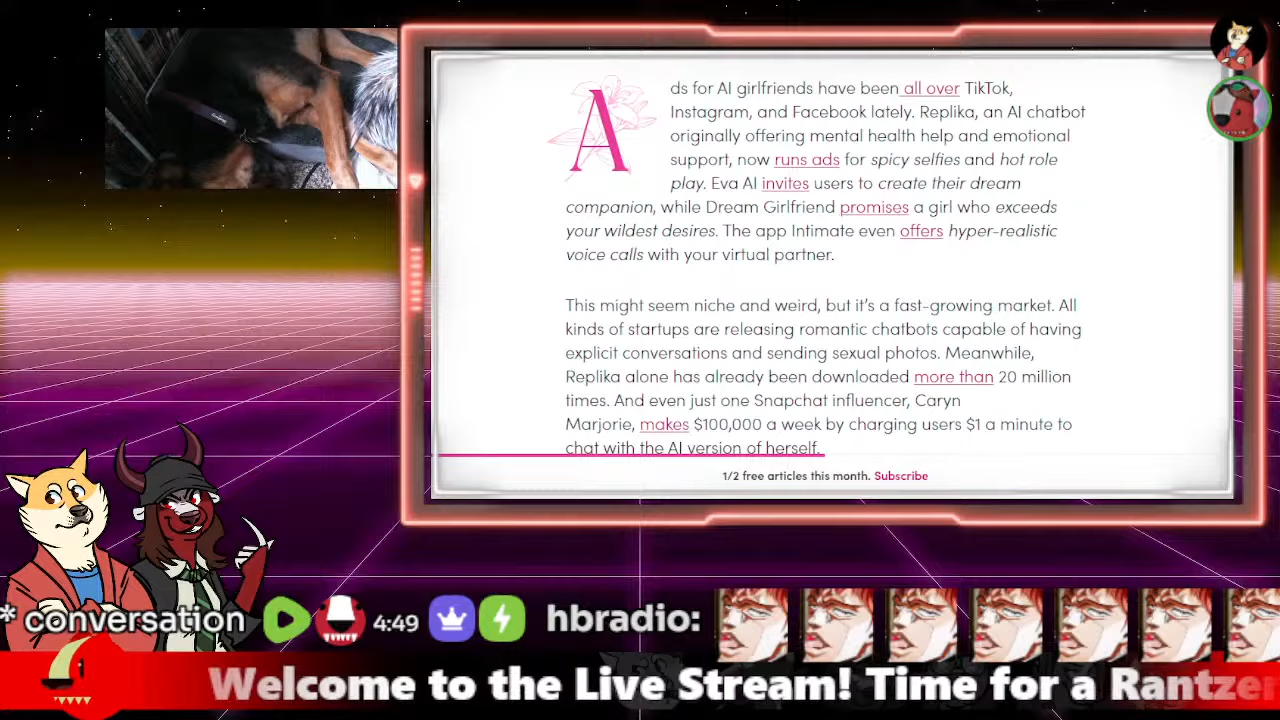 Ads for AI girlfriends have been all over TikTok,
Instagram, and Facebook lately. Replika, an AI chatbot
originally offering mental health help and emotional
support, now runs ads for spicy selfies and hot role
play. Eva AI invites users to create their dream
companion, while Dream Girlfriend promises a girl who exceeds
your wildest desires. The app Intimate even offers hyper-realistic
voice calls with your virtual partner.
This might seem niche and weird, but it's a fast-growing market. All
kinds of startups are releasing romantic chatbots capable of having
explicit conversations and sending sexual photos. Meanwhile,
Replika alone has already been downloaded more than 20 million
times. And even just one Snapchat influencer, Caryn
Marjorie, makes $100,000 a week by charging users $1 a minute to
chat with the AI version of herself.
1/2 free articles this month. Subscribe
* conversation 4:49 hbradio:
Welcome to the Live Stream! Time for a Rantzer